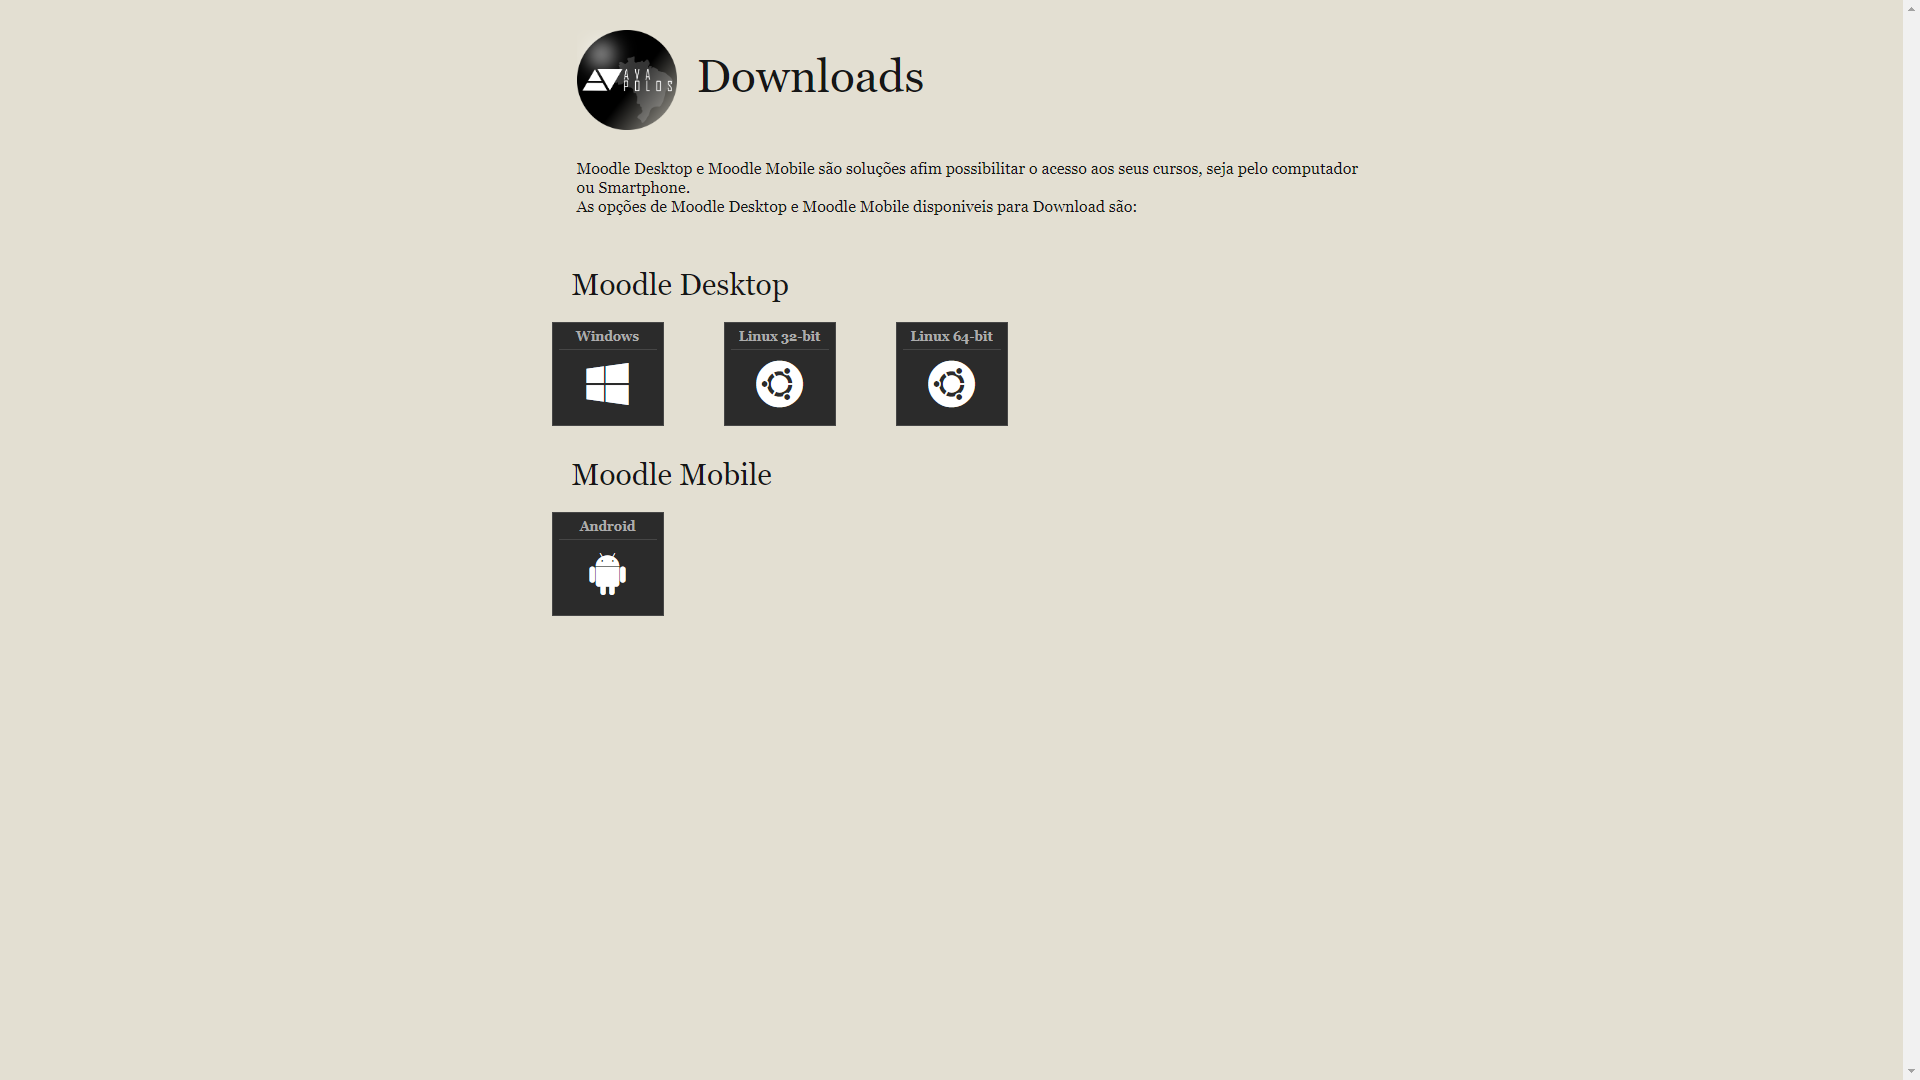 AVA
POLOS
Downloads
Moodle Desktop e Moodle Mobile são soluções afim possibilitar o acesso aos seus cursos, seja pelo computador
ou Smartphone.
As opções de Moodle Desktop e Moodle Mobile disponiveis para Download são:
Moodle Desktop
Windows
Linux 32-bit
Linux 64-bit
Moodle Mobile
Android